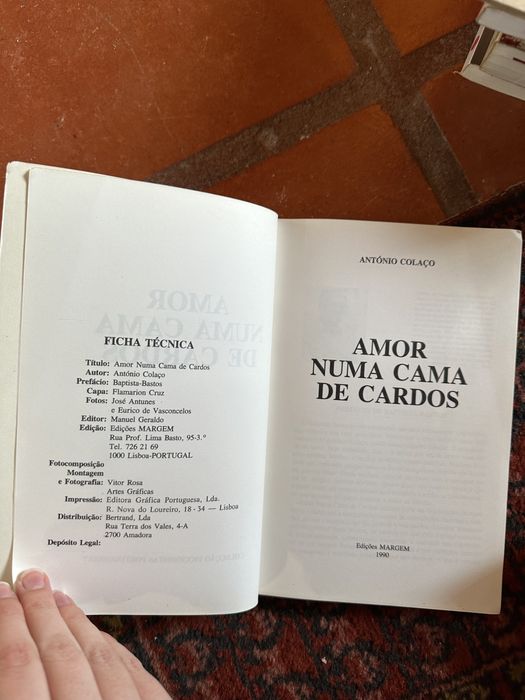 FICHA TÉCNICA
Título: Amor Numa Cama de Cardos
Autor: António Colaço
Prefácio: Baptista-Bastos
Capa: Flamarion Cruz
Fotos: José Antunes
e Eurico de Vasconcelos
Editor: Manuel Geraldo
Edição: Edições MARGEM
Rua Prof. Lima Basto, 95-3.º
Tel. 726 21 69
1000 Lisboa-PORTUGAL
Fotocomposição
Montagem
e Fotografia: Vitor Rosa
Artes Gráficas
Impressão: Editora Gráfica Portuguesa, Lda.
R. Nova do Loureiro, 18 - 34 — Lisboa
Distribuição: Bertrand, Lda
Rua Terra dos Vales, 4-A
2700 Amadora
Depósito Legal:
ANTÓNIO COLAÇO
AMOR
NUMA CAMA
DE CARDOS
Edições MARGEM
1990